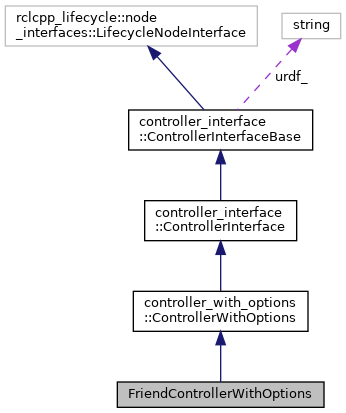 rclcpp_lifecycle::node
_interfaces::LifecycleNodeInterface
string
urdf_
controller_interface
::ControllerInterfaceBase
controller_interface
::ControllerInterface
controller_with_options
::ControllerWithOptions
FriendControllerWithOptions